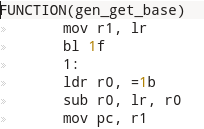 FUNCTION(gen_get_base)
» mov r1, lr
» bl 1f
» 1:
» ldr r0, =1b
» sub r0, lr, r0
» mov pc, r1